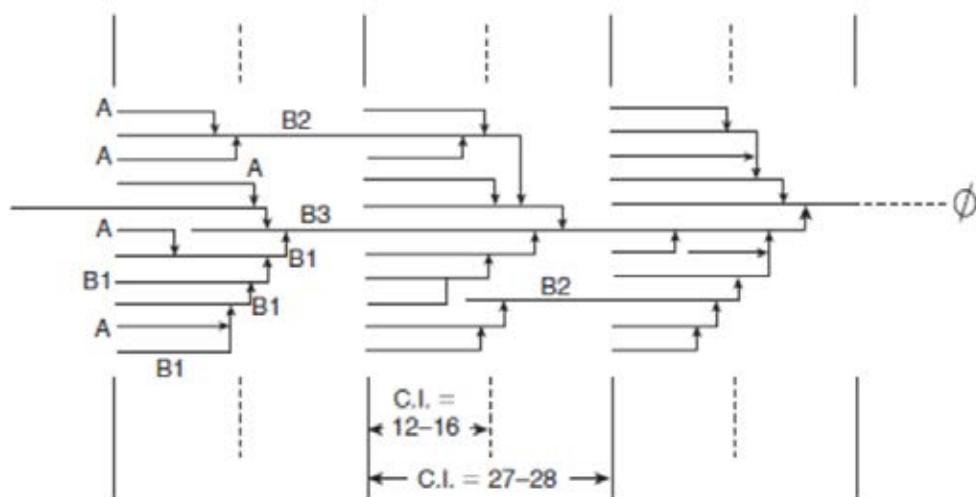 A
B2
A
A
B3
A
B1
B1
B1
B2
A
B1
C.I. =
12–16
C.I. = 27–28